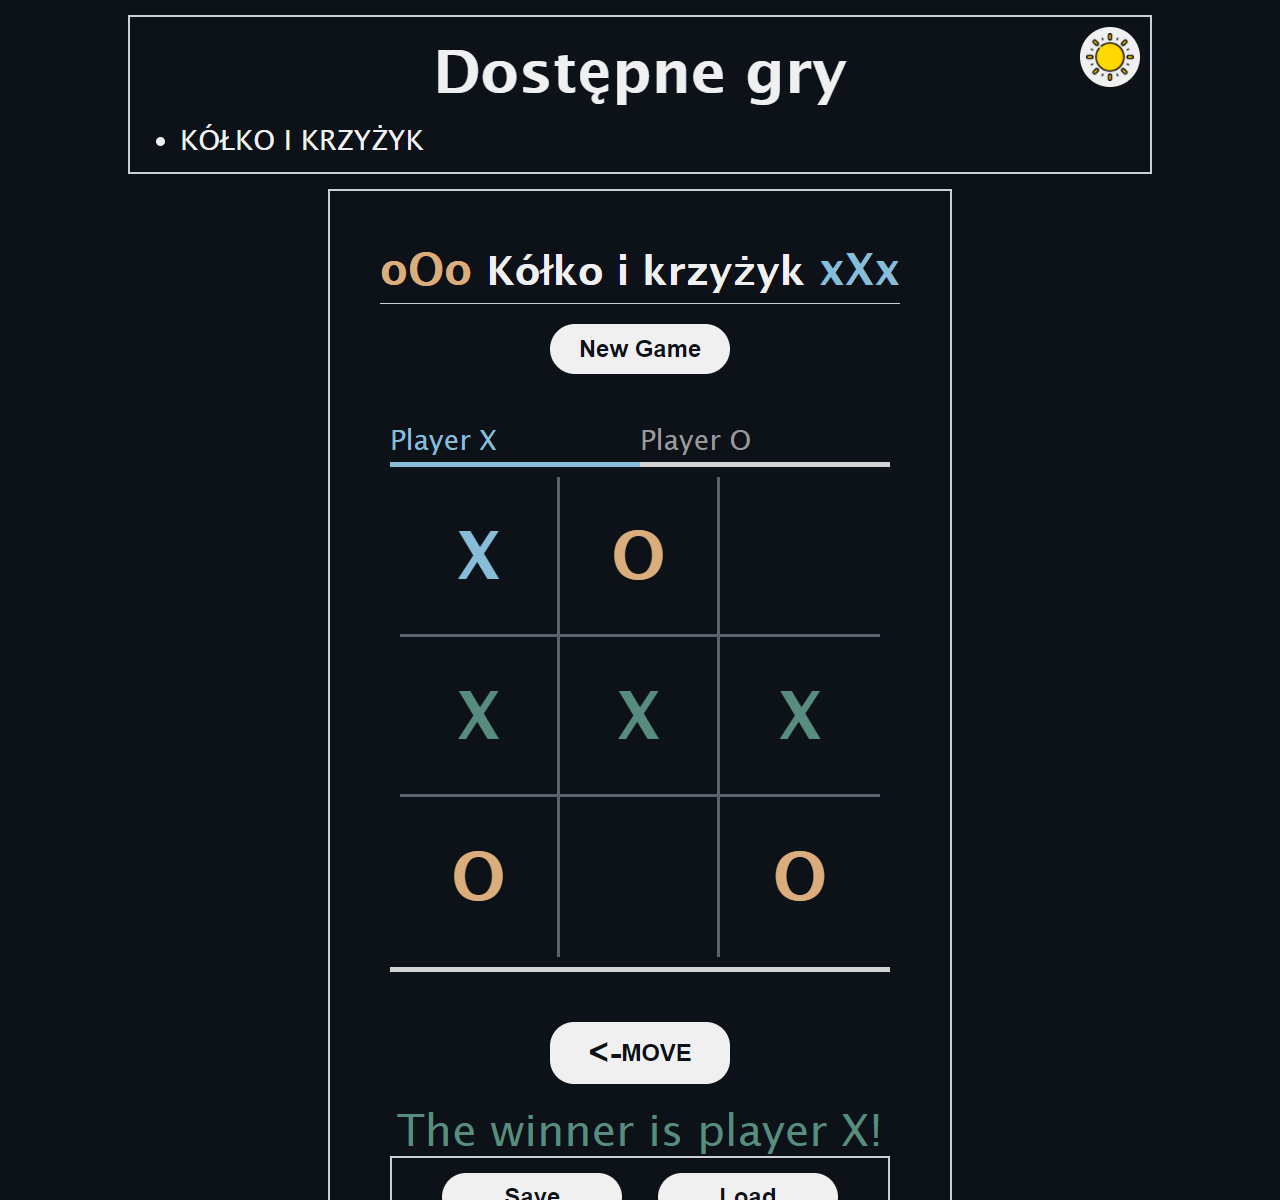 Dostępne gry
KÓŁKO I KRZYŻYK
oOo Kółko i krzyżyk xXx
New Game
Player X Player O
X O
X X X
O O
<-MOVE
The winner is player X!
Save Load